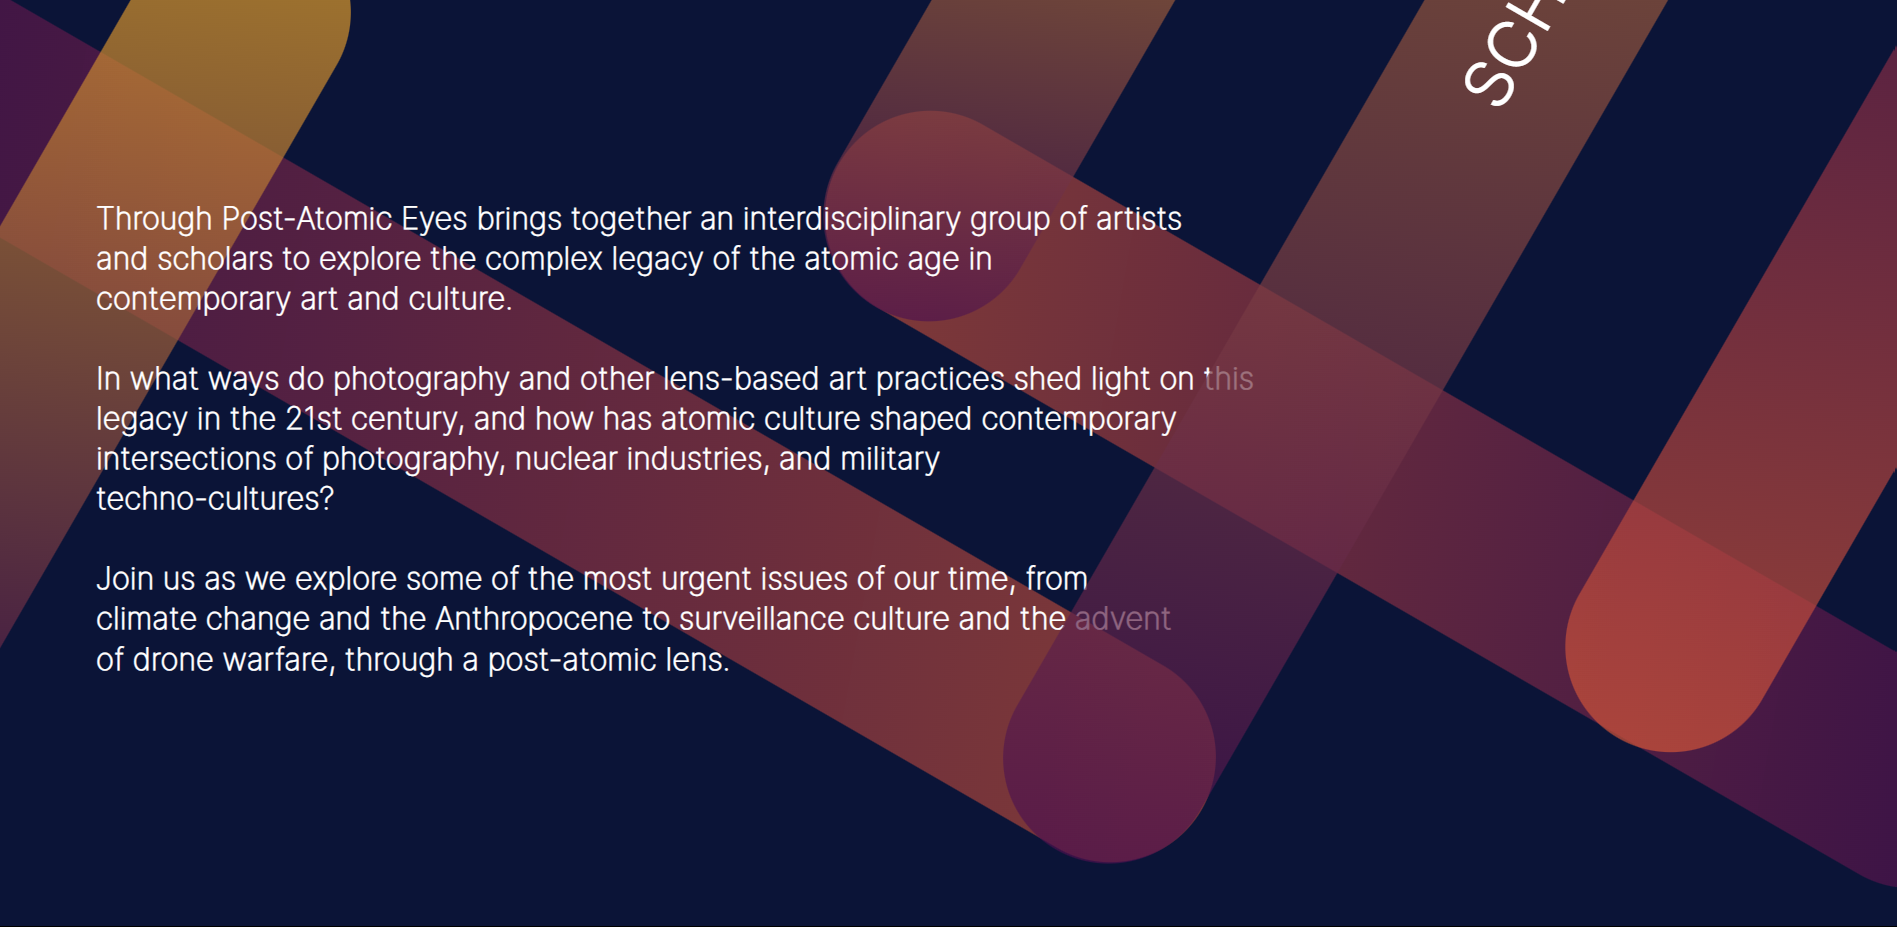 SCH
Through Post-Atomic Eyes brings together an interdisciplinary group of artists
and scholars to explore the complex legacy of the atomic age in
contemporary art and culture.
In what ways do photography and other lens-based art practices shed light on this
legacy in the 21st century, and how has atomic culture shaped contemporary
intersections of photography, nuclear industries, and military
techno-cultures?
Join us as we explore some of the most urgent issues of our time, from
climate change and the Anthropocene to surveillance culture and the advent
of drone warfare, through a post-atomic lens.